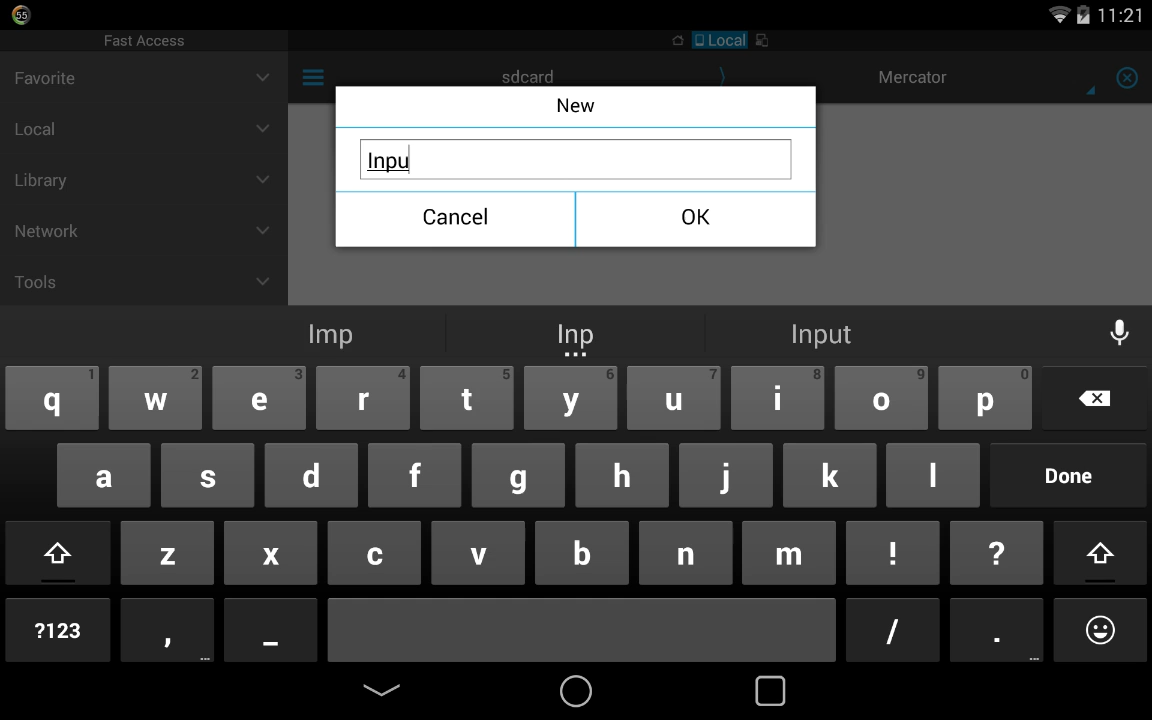 55
11:21
Fast Access
Local
Favorite
sdcard
Mercator
Local
Library
Network
Tools
New
Inpu
Cancel
OK
Imp
Inp
Input
q 1 w 2 e 3 r 4 t 5 y 6 u 7 i 8 o 9 p 0
a s d f g h j k l Done
z x c v b n m ! ?
?123 , ... _ / . ...